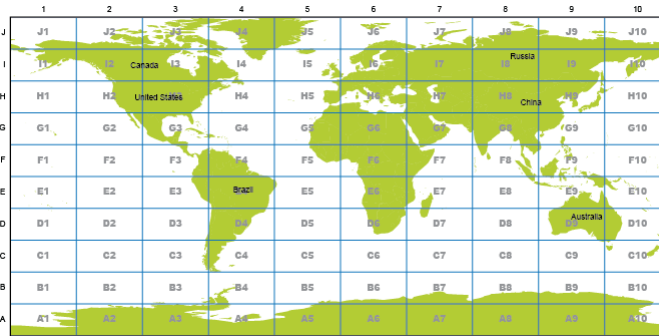 1 2 3 4 5 6 7 8 9 10
J J1 J2 J3 J4 J5 J6 J7 J8 J9 J10
Russia
I I1 I2 Canada I3 I4 I5 I6 I7 I8 I9 I10
H H1 H2 United States H4 H5 H6 H7 H8 H9 H10
China
G G1 G2 G3 G4 G5 G6 G7 G8 G9 G10
F F1 F2 F3 F4 F5 F6 F7 F8 F9 F10
E E1 E2 E3 Brazil E5 E6 E7 E8 E9 E10
Australia
D D1 D2 D3 D4 D5 D6 D7 D8 D9 D10
C C1 C2 C3 C4 C5 C6 C7 C8 C9 C10
B B1 B2 B3 B4 B5 B6 B7 B8 B9 B10
A A1 A2 A3 A4 A5 A6 A7 A8 A9 A10